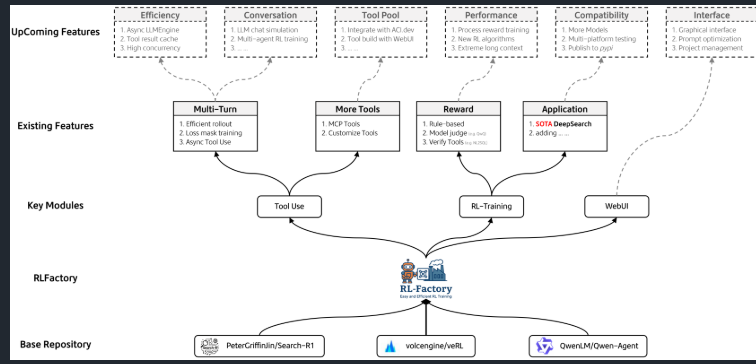 UpComing Features
Efficiency
1. Async LLMEngine
2. Tool result cache
3. High concurrency
Conversation
1. LLM chat simulation
2. Multi-agent RL training
3. ... ...
Tool Pool
1. Integrate with ACI.dev
2. Tool build with WebUI
3. ... ...
Performance
1. Process reward training
2. New RL algorithms
3. Extreme long context
Compatibility
1. More Models
2. Multi-platform testing
3. Publish to pypi
Interface
1. Graphical interface
2. Prompt optimization
3. Project management
Existing Features
Multi-Turn
1. Efficient rollout
2. Loss mask training
3. Async Tool Use
More Tools
1. MCP Tools
2. Customize Tools
Reward
1. Rule-based
2. Model judge
3. Verify Tools
Application
1. SOTA DeepSearch
2. adding ... ...
Key Modules
Tool Use
RL-Training
WebUI
RLFactory
RL-Factory
Easy and Efficient RL Training
Base Repository
PeterGriffinJin/Search-R1
volcengine/veRL
QwenLM/Qwen-Agent